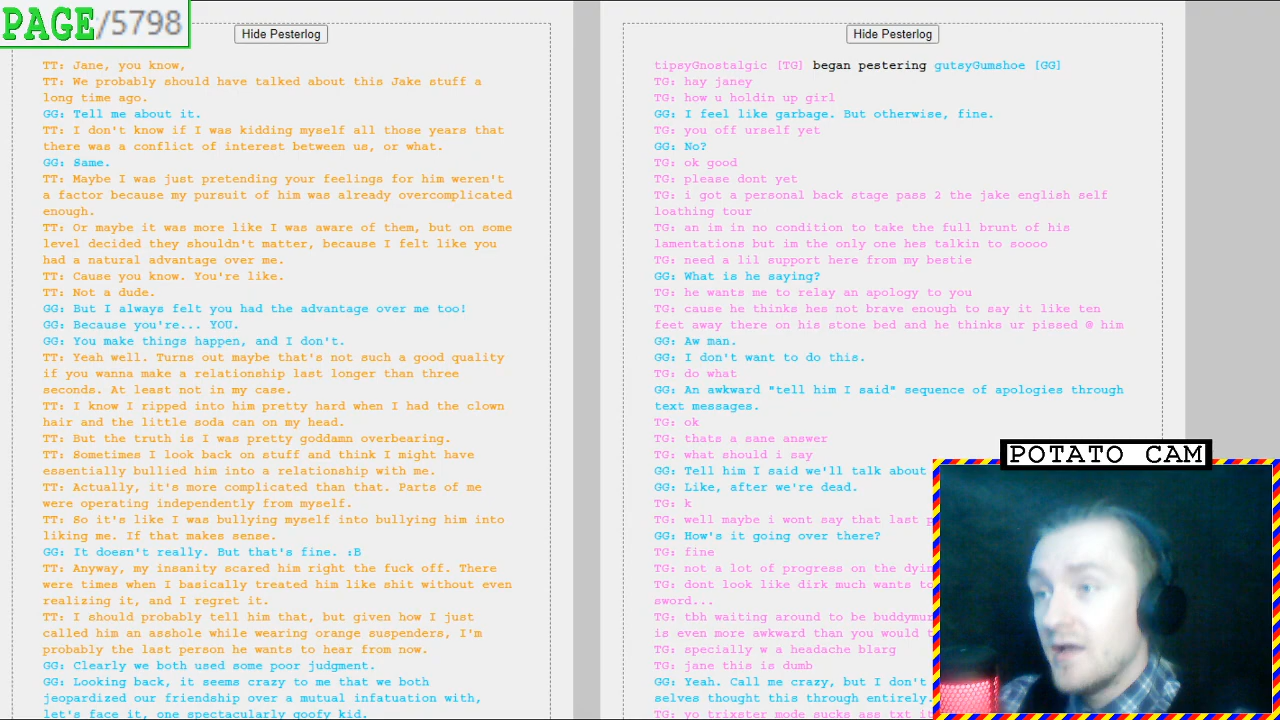 PAGE/5798
Hide Pesterlog
TT: Jane, you know,
TT: We probably should have talked about this Jake stuff a
long time ago.
GG: Tell me about it.
TT: I don't know if I was kidding myself all those years that
there was a conflict of interest between us, or what.
GG: Same.
TT: Maybe I was just pretending your feelings for him weren't
a factor because my pursuit of him was already overcomplicated
enough.
TT: Or maybe it was more like I was aware of them, but on some
level decided they shouldn't matter, because I felt like you
had a natural advantage over me.
TT: Cause you know. You're like.
TT: Not a dude.
GG: But I always felt you had the advantage over me too!
GG: Because you're... YOU.
GG: You make things happen, and I don't.
TT: Yeah well. Turns out maybe that's not such a good quality
if you wanna make a relationship last longer than three
seconds. At least not in my case.
TT: I know I ripped into him pretty hard when I had the clown
hair and the little soda can on my head.
TT: But the truth is I was pretty goddamn overbearing.
TT: Sometimes I look back on stuff and think I might have
essentially bullied him into a relationship with me.
TT: Actually, it's more complicated than that. Parts of me
were operating independently from myself.
TT: So it's like I was bullying myself into bullying him into
liking me. If that makes sense.
GG: It doesn't really. But that's fine. :B
TT: Anyway, my insanity scared him right the fuck off. There
were times when I basically treated him like shit without even
realizing it, and I regret it.
TT: I should probably tell him that, but given how I just
called him an asshole while wearing orange suspenders, I'm
probably the last person he wants to hear from now.
GG: Clearly we both used some poor judgment.
GG: Looking back, it seems crazy to me that we both
jeopardized our friendship over a mutual infatuation with,
let's face it, one spectacularly goofy kid.
Hide Pesterlog
tipsyGnostalgic [TG] began pestering gutsyGumshoe [GG]
TG: hay janey
TG: how u holdin up girl
GG: I feel like garbage. But otherwise, fine.
TG: you off urself yet
GG: No?
TG: ok good
TG: please dont yet
TG: i got a personal back stage pass 2 the jake english self
loathing tour
TG: an im in no condition to take the full brunt of his
lamentations but im the only one hes talkin to soooo
TG: need a lil support here from my bestie
GG: What is he saying?
TG: he wants me to relay an apology to you
TG: cause he thinks hes not brave enough to say it like ten
feet away there on his stone bed and he thinks ur pissed @ him
GG: Aw man.
GG: I don't want to do this.
TG: do what
GG: An awkward "tell him I said" sequence of apologies through
text messages.
TG: ok
TG: thats a sane answer
TG: what should i say
GG: Tell him I said we'll talk about
GG: Like, after we're dead.
TG: k
TG: well maybe i wont say that last
GG: How's it going over there?
TG: fine
TG: not a lot of progress on the
TG: dont look like dirk much wants
sword...
TG: tbh waiting around to be
is even more awkward than you would
TG: specially w a headache blarg
TG: jane this is dumb
GG: Yeah. Call me crazy, but I don't
selves thought this through entirely.
TG: yo trixster mode sucks ass txt
POTATO CAM